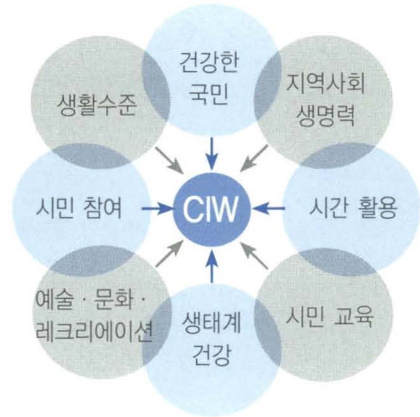 건강한
국민
생활수준
지역사회
생명력
시민 참여
CIW
시간 활용
예술 · 문화 ·
레크리에이션
생태계
건강
시민 교육